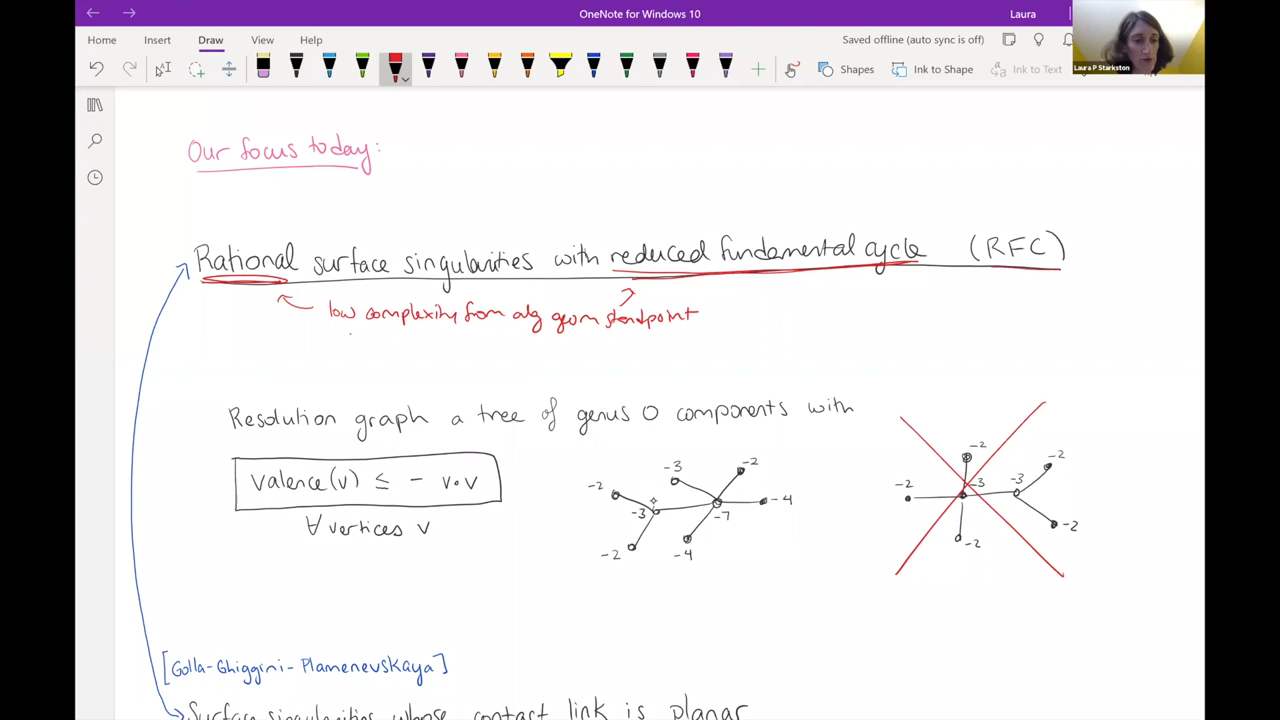 OneNote for Windows 10
Laura
Home Insert Draw View Help
Saved offline (auto sync is off)
Shapes Ink to Shape Ink to Text
Laura P Starkston
Our focus today:
Rational surface singularities with reduced fundamental cycle (RFC)
low complexity from alg geom standpoint
Resolution graph a tree of genus 0 components with
valence(v) ≤ - v·v
∀ vertices v
-2 -3 -2 -3 -7 -4 -2 -4
-2 -2 -3 -3 -2 -2 -2
[Golla-Ghiggini-Plamenevskaya]
Surface singularities whose contact link is planar